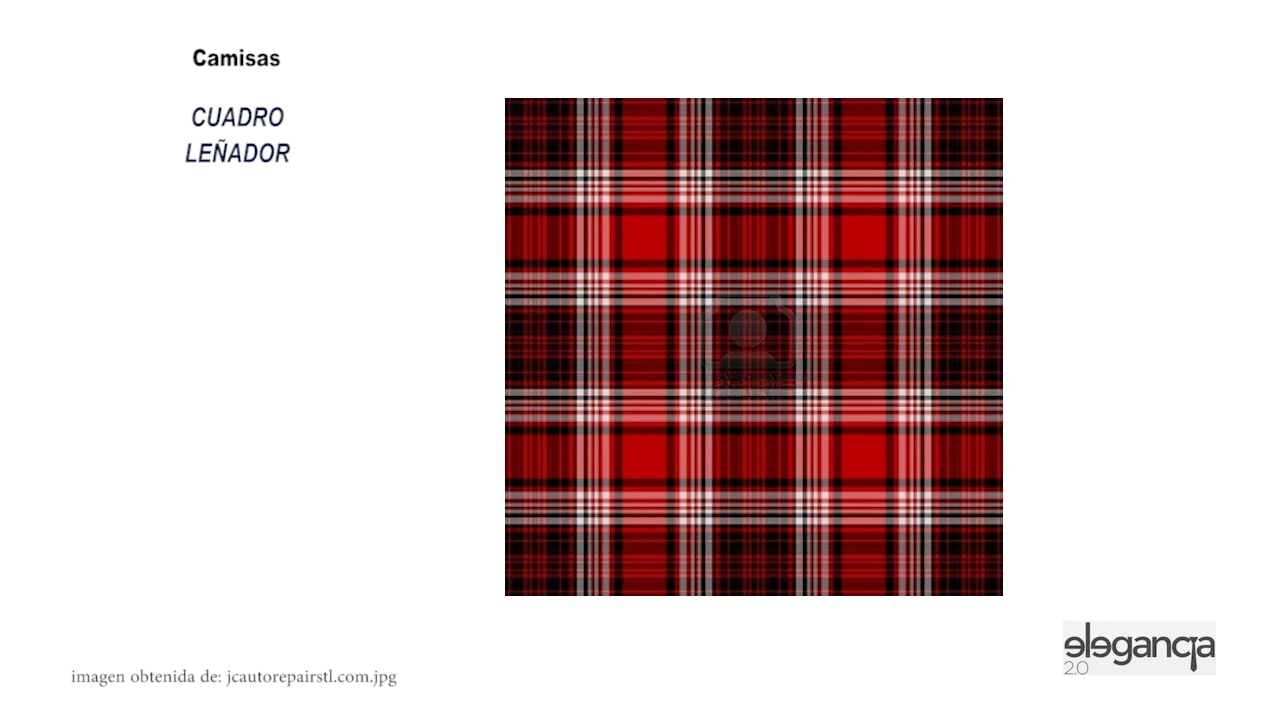 Camisas
CUADRO
LEÑADOR
elegancia
2.0
imagen obtenida de: jcautorepairstl.com.jpg